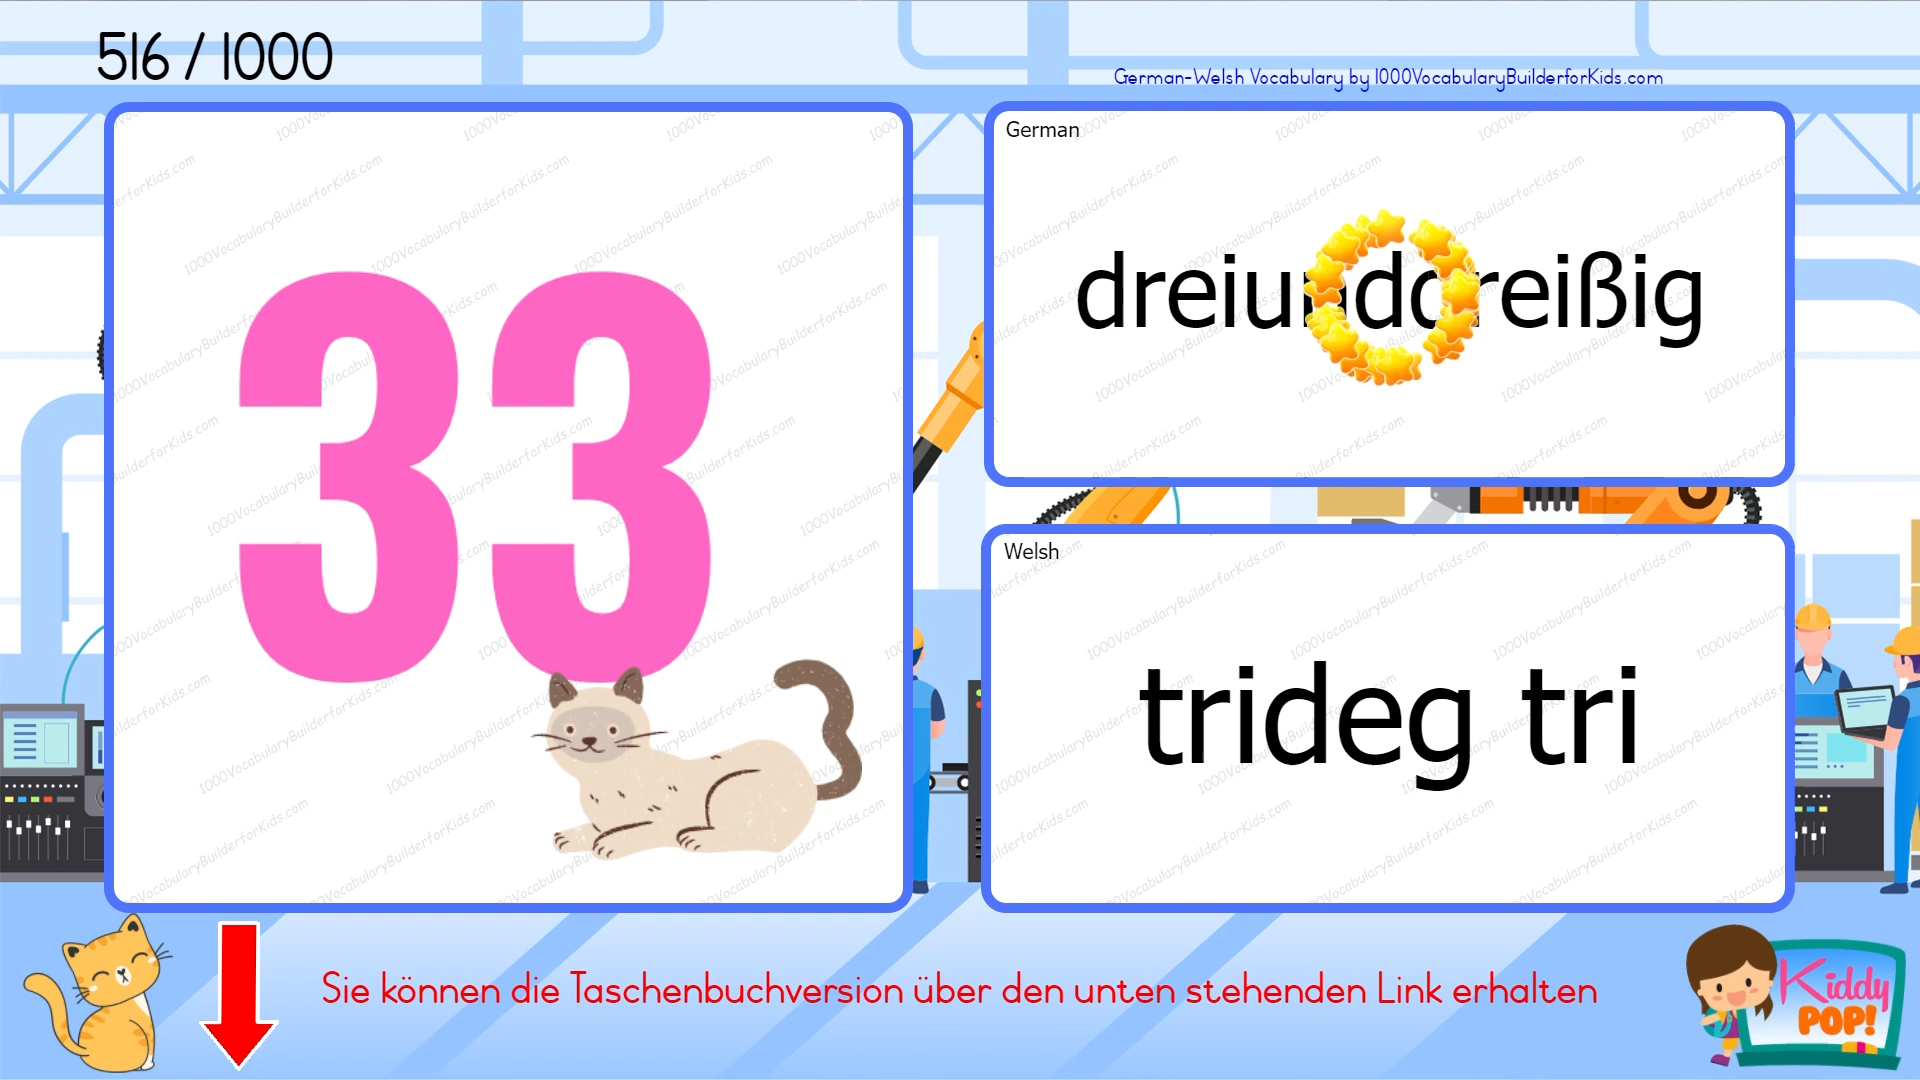 516 / 1000
German-Welsh Vocabulary by 1000VocabularyBuilderforKids.com
33
German
dreiunddreißig
Welsh
trideg tri
Sie können die Taschenbuchversion über den unten stehenden Link erhalten
Kiddy
POP!